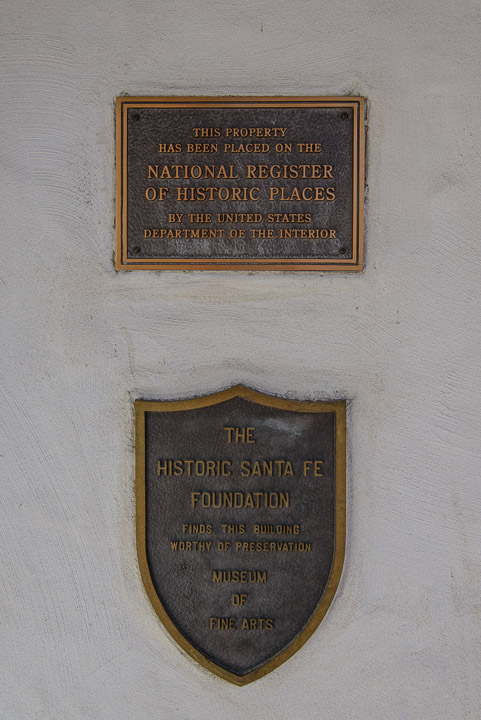 THIS PROPERTY
HAS BEEN PLACED ON THE
NATIONAL REGISTER
OF HISTORIC PLACES
BY THE UNITED STATES
DEPARTMENT OF THE INTERIOR
THE
HISTORIC SANTA FE
FOUNDATION
FINDS THIS BUILDING
WORTHY OF PRESERVATION
MUSEUM
OF
FINE ARTS